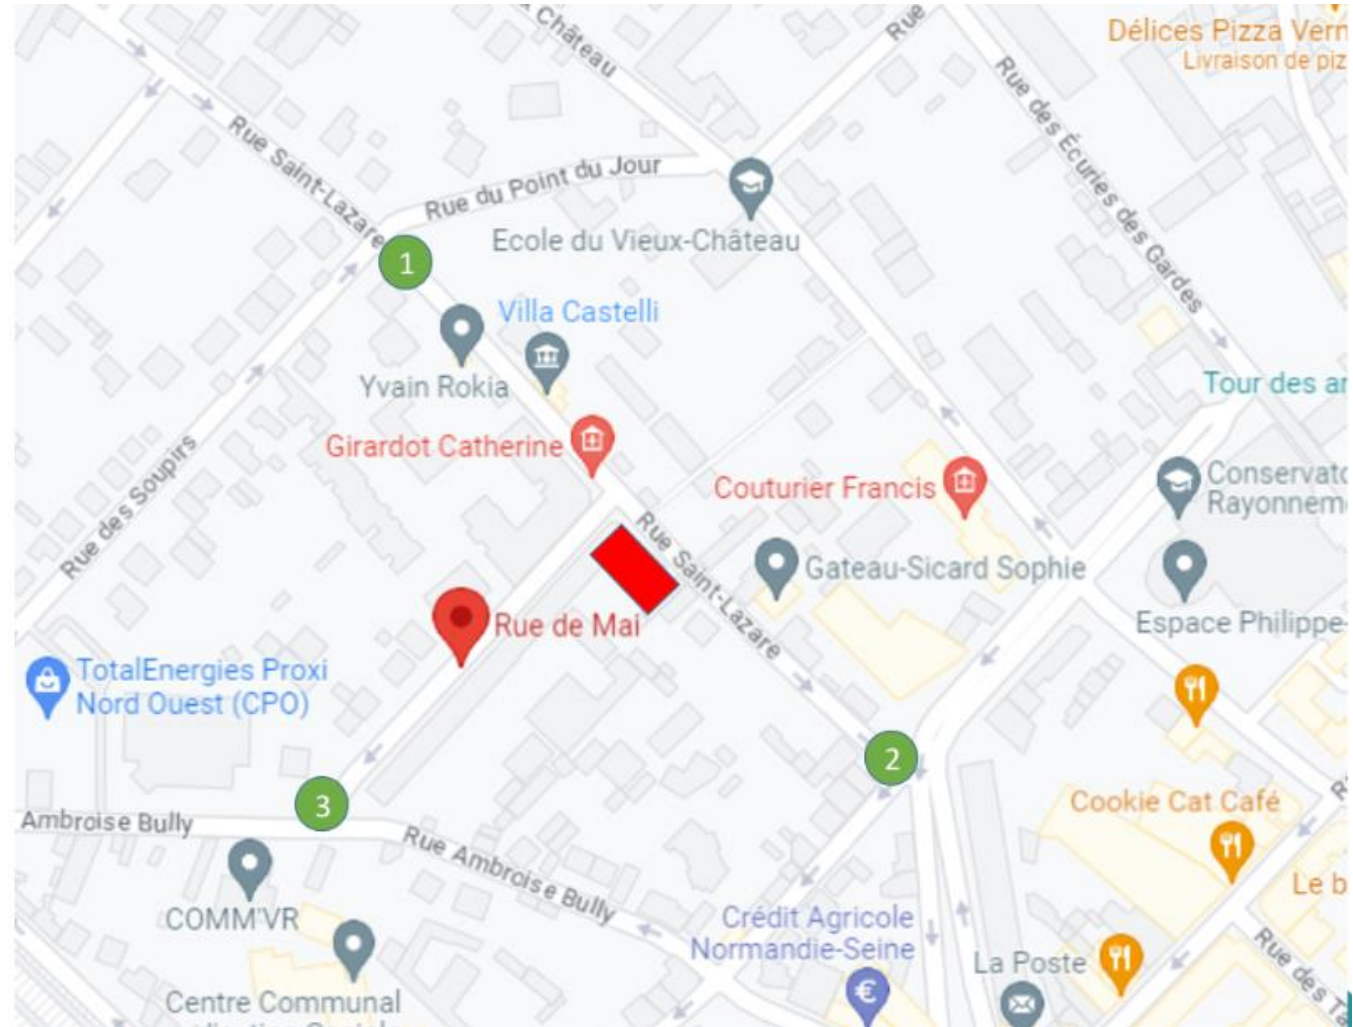 Château
Rue
Délices Pizza Vern
Livraison de piz
Rue des Écuries des Gardes
Rue Saint-Lazare
Rue du Point du Jour
Ecole du Vieux-Château
1
Villa Castelli
Yvain Rokia
Tour des ar
Girardot Catherine
Rue des Soupirs
Couturier Francis
Conservato
Rayonnem
Rue Saint-Lazare
Gateau-Sicard Sophie
Espace Philippe-
Rue de Mai
TotalEnergies Proxi
Nord Ouest (CPO)
2
3
Ambroise Bully
Rue Ambroise Bully
Cookie Cat Café
R
Le b
COMM'VR
Crédit Agricole
Normandie-Seine
€
La Poste
Rue des Ta
Centre Communal